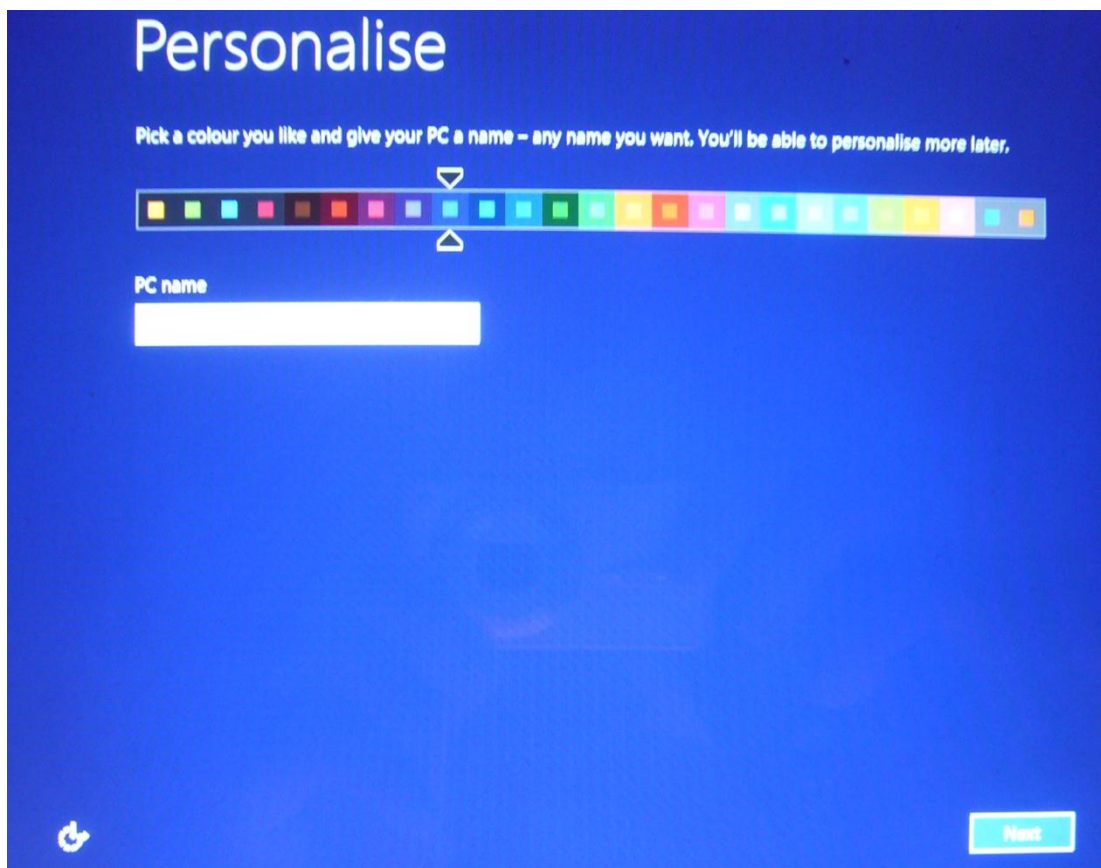 Personalise
Pick a colour you like and give your PC a name – any name you want. You'll be able to personalise more later.
PC name
Next